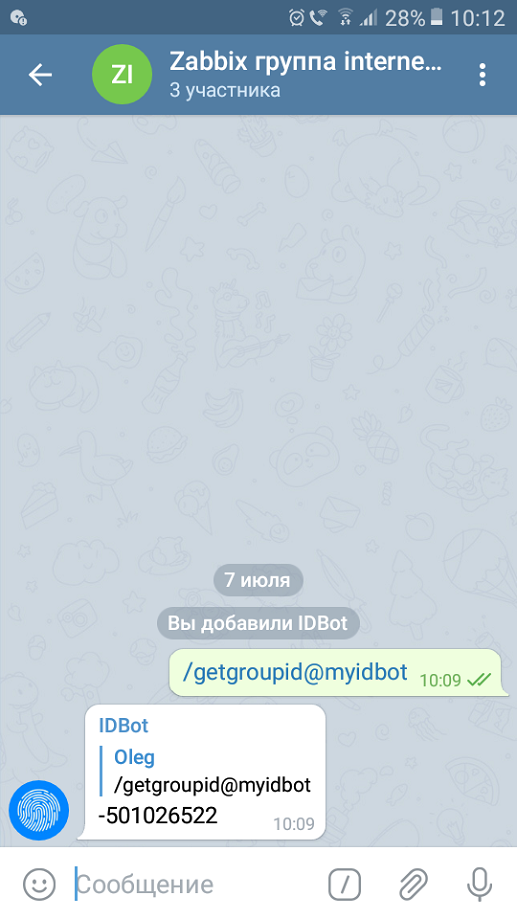 28% 10:12
ZI
Zabbix группа interne...
3 участника
7 июля
Вы добавили IDBot
/getgroupid@myidbot 10:09
IDBot
Oleg
/getgroupid@myidbot
-501026522
10:09
Сообщение